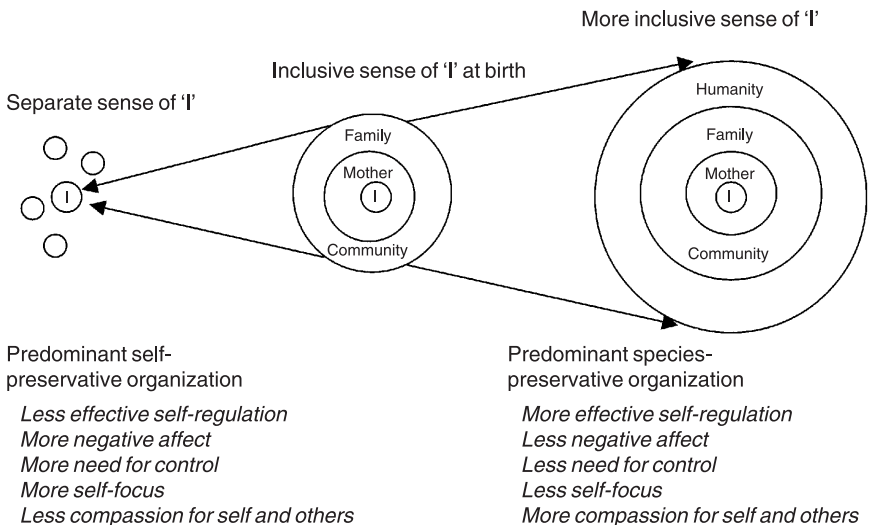 More inclusive sense of 'I'
Inclusive sense of 'I' at birth
Separate sense of 'I'
I
Family
Mother
I
Community
Humanity
Family
Mother
I
Community
Predominant self-
preservative organization
Less effective self-regulation
More negative affect
More need for control
More self-focus
Less compassion for self and others
Predominant species-
preservative organization
More effective self-regulation
Less negative affect
Less need for control
Less self-focus
More compassion for self and others